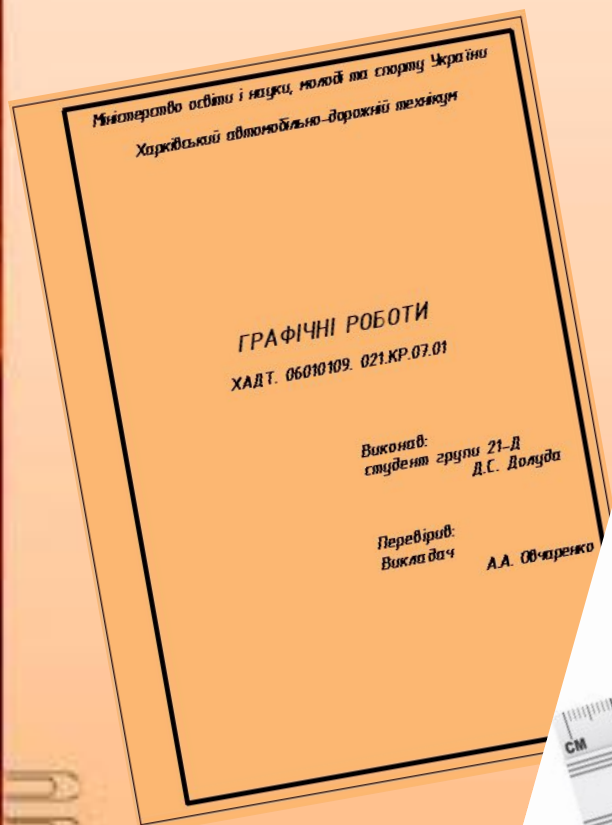 Міністерство освіти і науки, молоді та спорту України
Харківський автомобільно-дорожній технікум
ГРАФІЧНІ РОБОТИ
ХАДТ. 06010109. 021.КР.07.01
Виконав:
студент групи 21-Д
Д.С. Долуда
Перевірив:
Викладач А.А. Овчаренко
СМ